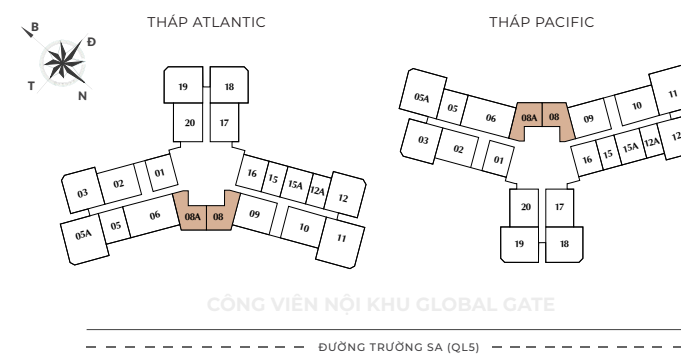 THÁP ATLANTIC
THÁP PACIFIC
B
Đ
T
N
19 18
20 17
03 02 01
16 15 15A 12A 12
05A 05 06 08A 08 09 10 11
05A 05 06 08A 08 09 10 11
03 02 01
16 15 15A 12A 12
20 17
19 18
CÔNG VIÊN NỘI KHU GLOBAL GATE
ĐƯỜNG TRƯỜNG SA (QL5)